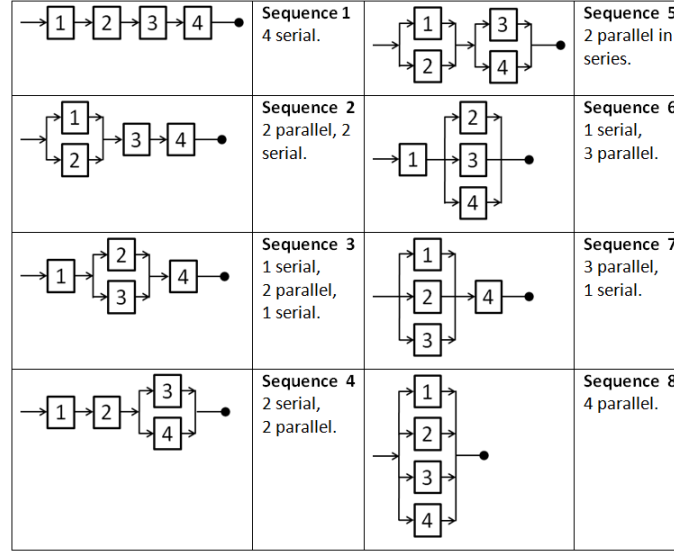 1 2 3 4
Sequence 1
4 serial.
1
2
3
4
Sequence 5
2 parallel in
series.
1
2
3 4
Sequence 2
2 parallel, 2
serial.
1
2
3
4
Sequence 6
1 serial,
3 parallel.
1
2
3
4
Sequence 3
1 serial,
2 parallel,
1 serial.
1
2
3
4
Sequence 7
3 parallel,
1 serial.
1 2
3
4
Sequence 4
2 serial,
2 parallel.
1
2
3
4
Sequence 8
4 parallel.